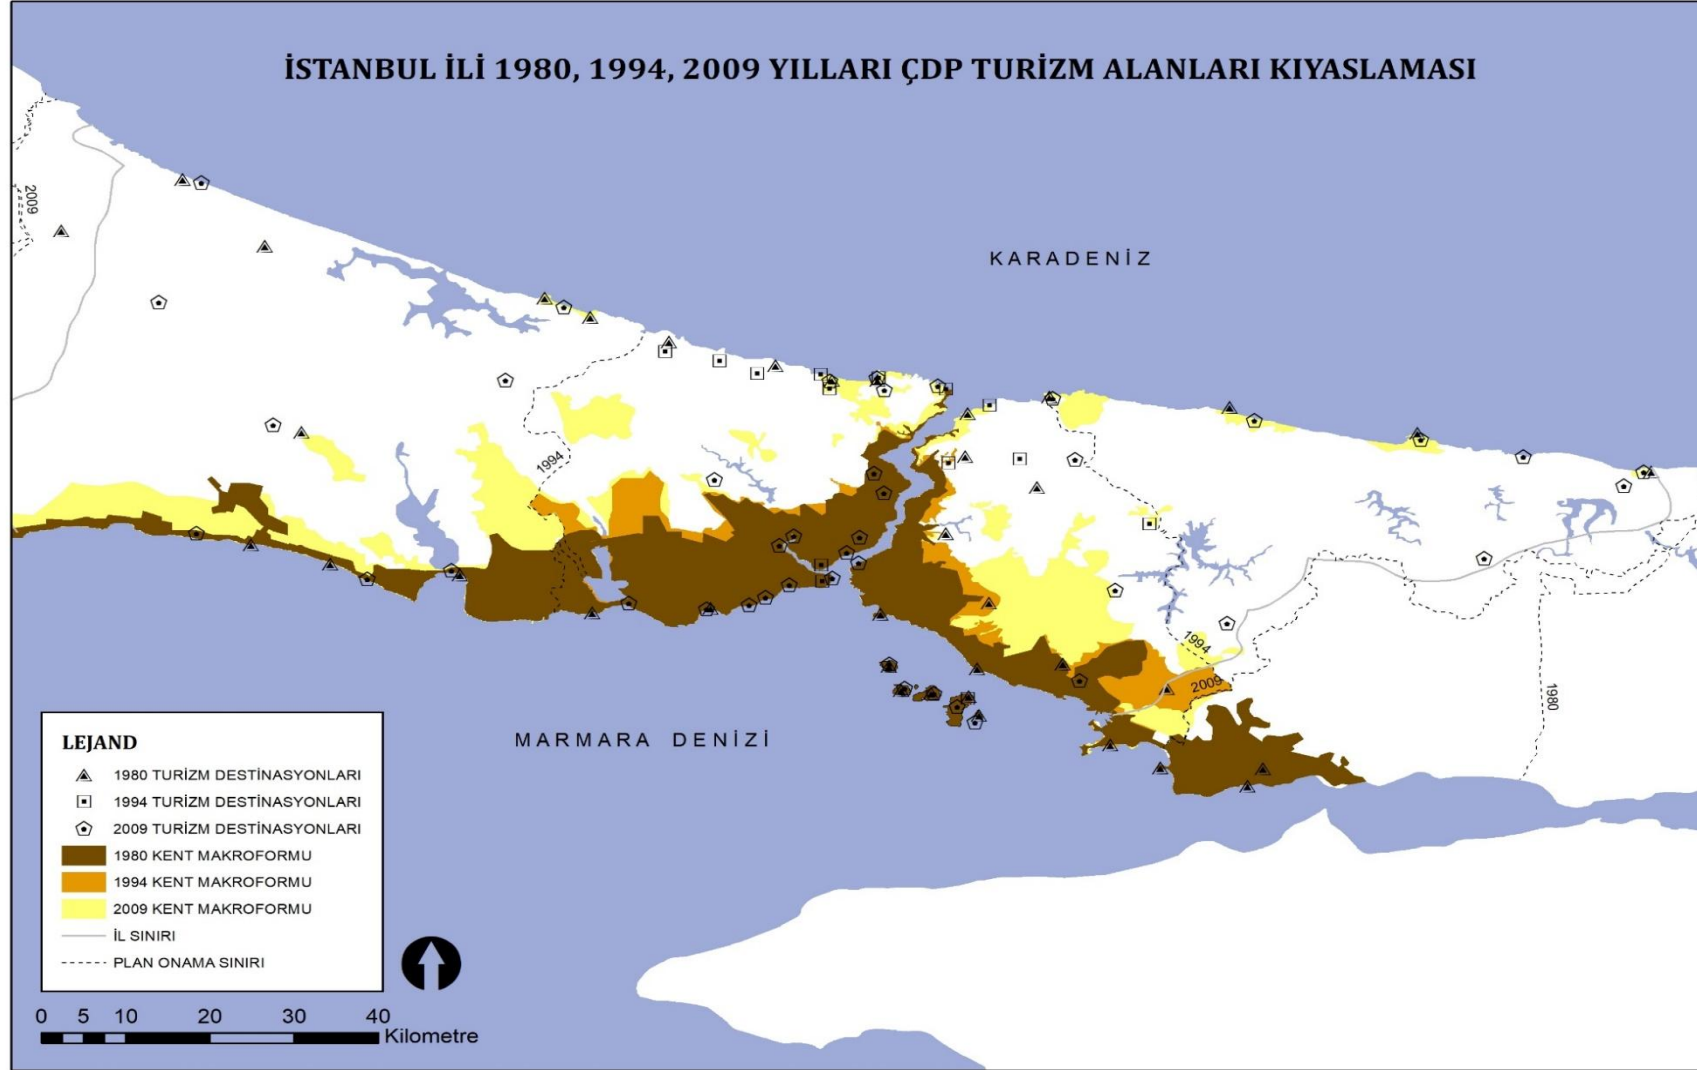 İSTANBUL İLİ 1980, 1994, 2009 YILLARI ÇDP TURİZM ALANLARI KIYASLAMASI
2009
KARADENİZ
1994
1994
2009
1980
MARMARA DENİZİ
LEJAND
1980 TURİZM DESTİNASYONLARI
1994 TURİZM DESTİNASYONLARI
2009 TURİZM DESTİNASYONLARI
1980 KENT MAKROFORMU
1994 KENT MAKROFORMU
2009 KENT MAKROFORMU
İL SINIRI
PLAN ONAMA SINIRI
0 5 10 20 30 40
Kilometre